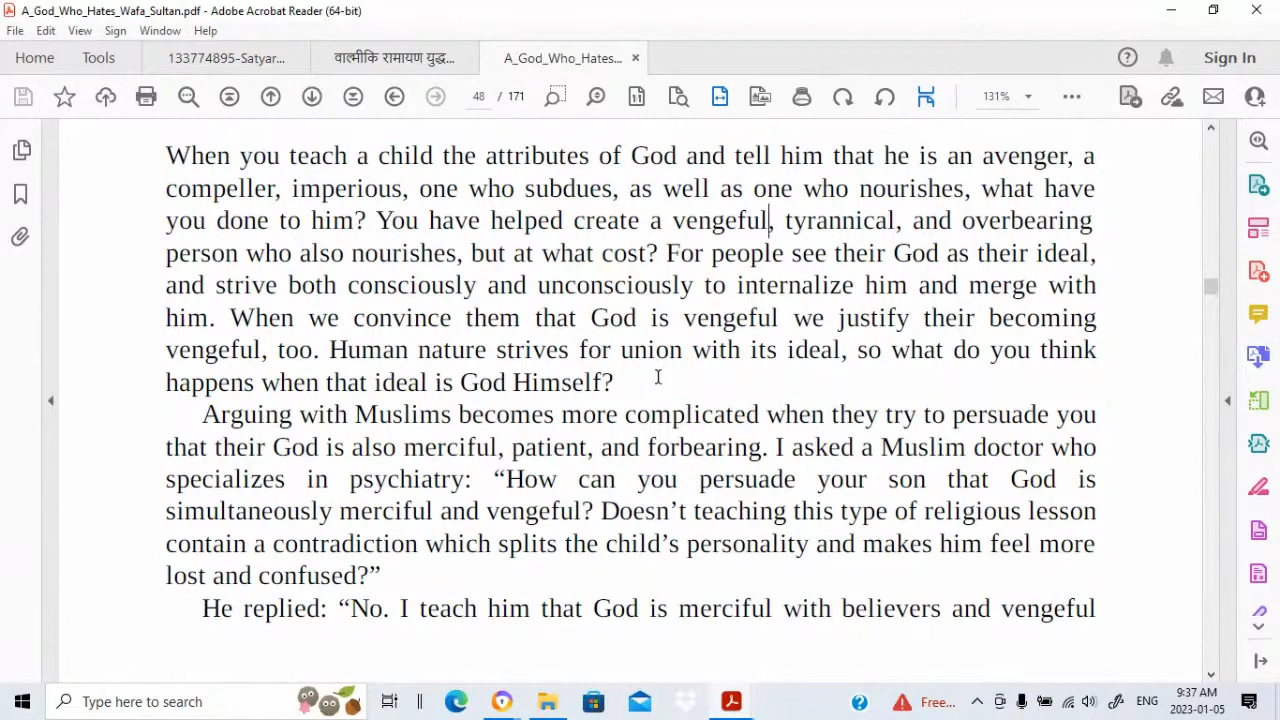 A_God_Who_Hates_Wafa_Sultan.pdf - Adobe Acrobat Reader (64-bit)
File Edit View Sign Window Help
Home Tools 133774895-Satyar... वाल्मीकि रामायण युद्ध... A_God_Who_Hates... × Sign In
48 / 171 131%
When you teach a child the attributes of God and tell him that he is an avenger, a
compeller, imperious, one who subdues, as well as one who nourishes, what have
you done to him? You have helped create a vengeful, tyrannical, and overbearing
person who also nourishes, but at what cost? For people see their God as their ideal,
and strive both consciously and unconsciously to internalize him and merge with
him. When we convince them that God is vengeful we justify their becoming
vengeful, too. Human nature strives for union with its ideal, so what do you think
happens when that ideal is God Himself?
Arguing with Muslims becomes more complicated when they try to persuade you
that their God is also merciful, patient, and forbearing. I asked a Muslim doctor who
specializes in psychiatry: “How can you persuade your son that God is
simultaneously merciful and vengeful? Doesn’t teaching this type of religious lesson
contain a contradiction which splits the child’s personality and makes him feel more
lost and confused?”
He replied: “No. I teach him that God is merciful with believers and vengeful
Type here to search Free... ENG 9:37 AM
2023-01-05